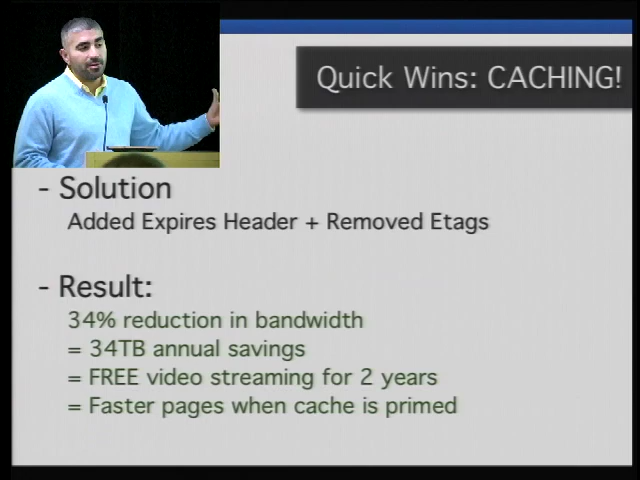 Quick Wins: CACHING!
- Solution
Added Expires Header + Removed Etags
- Result:
34% reduction in bandwidth
= 34TB annual savings
= FREE video streaming for 2 years
= Faster pages when cache is primed